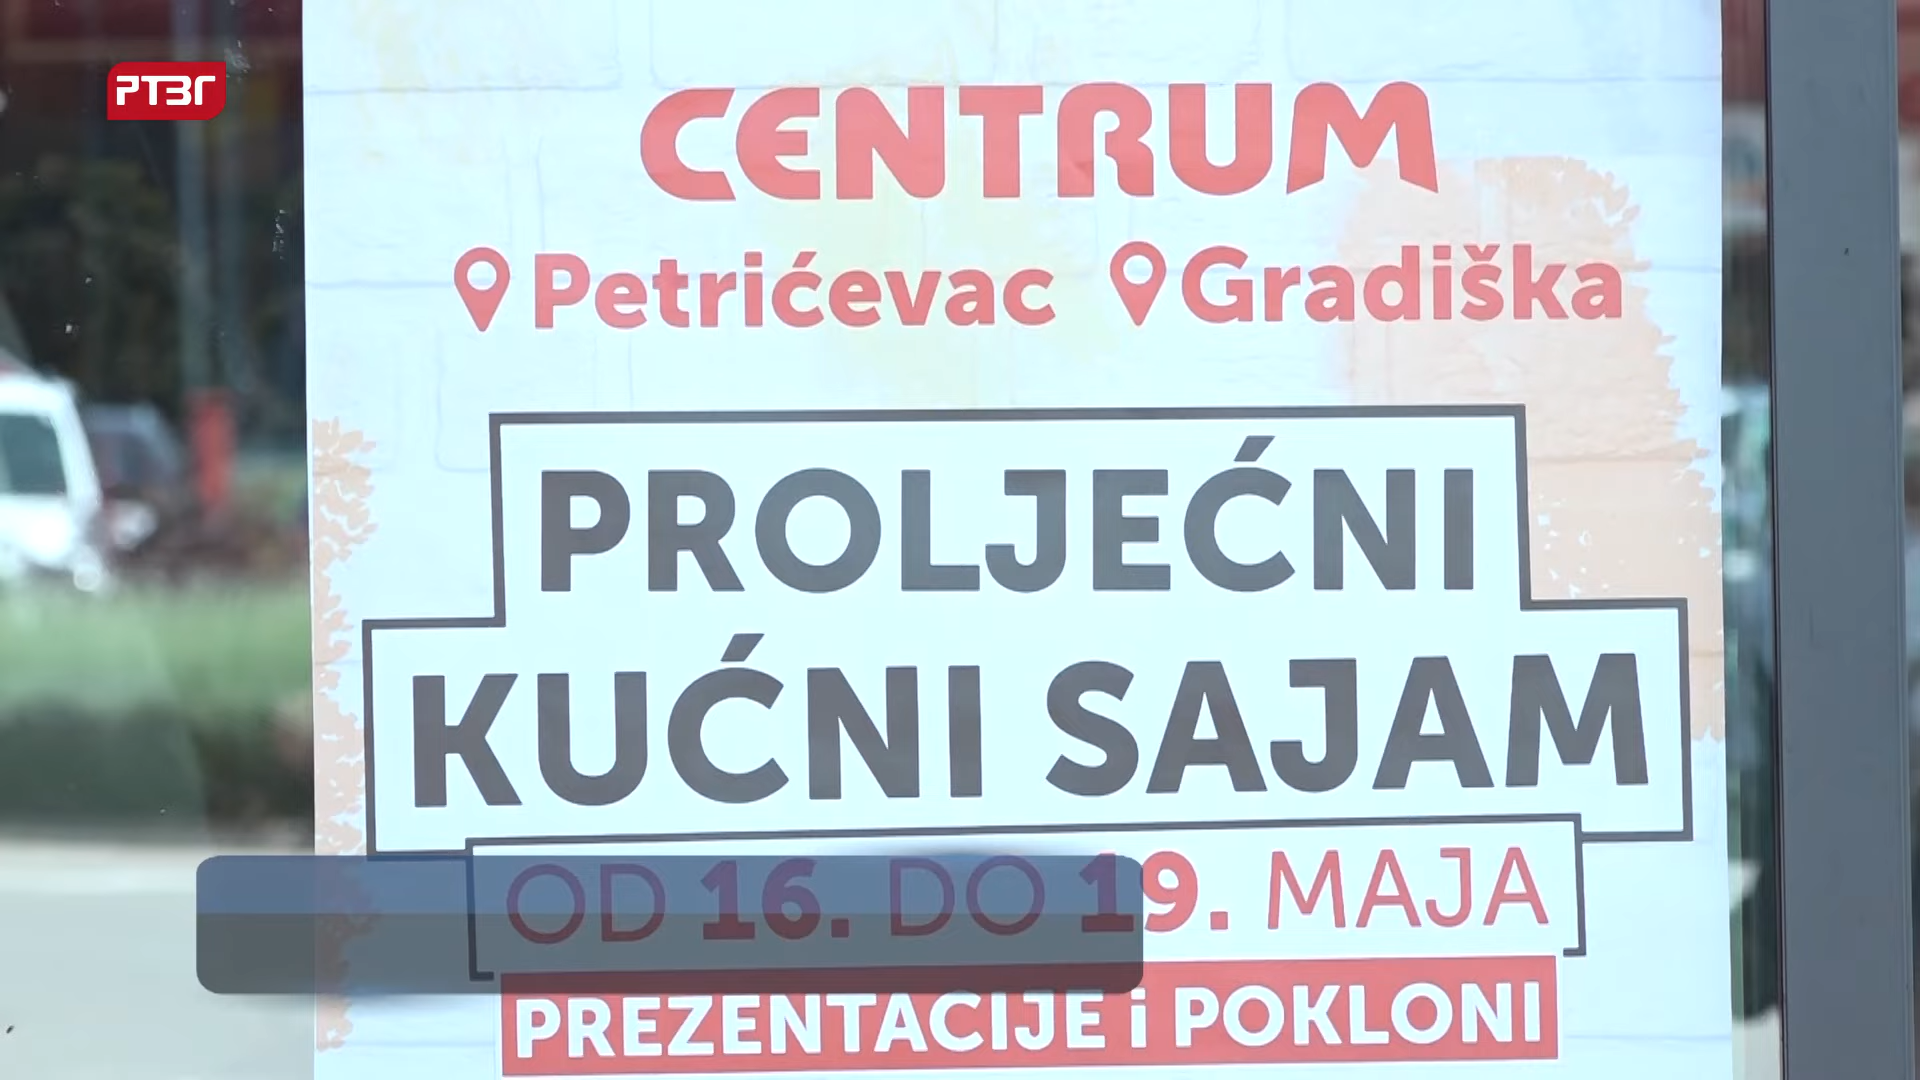 РТВГ
CENTRUM
Petrićevac Gradiška
PROLJEĆNI
KUĆNI SAJAM
OD 16. DO 19. MAJA
PREZENTACIJE i POKLONI